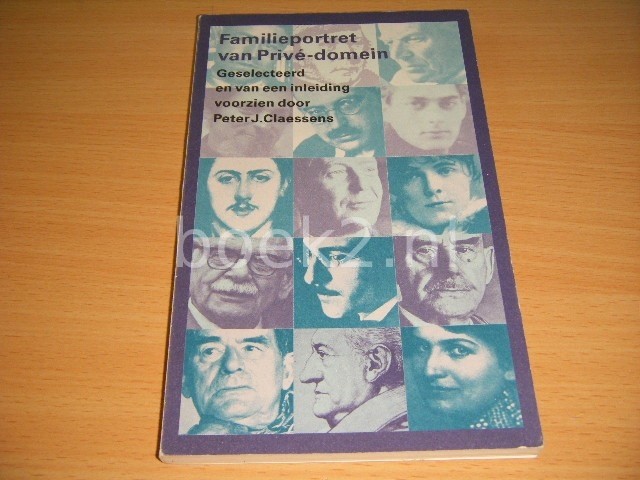 Familieportret
van Privé-domein
Geselecteerd
en van een inleiding
voorzien door
Peter J. Claessens
boek2.nl